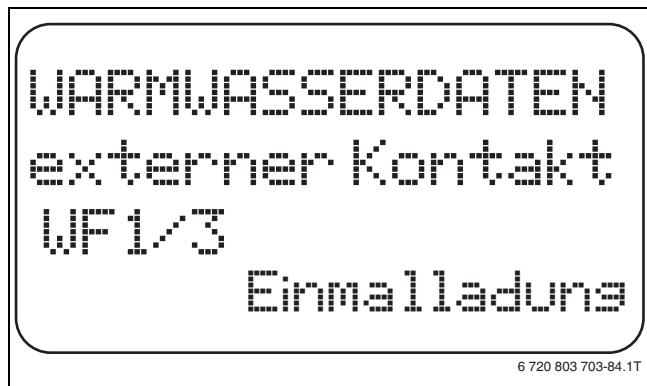 WARMWASSERDATEN
externer Kontakt
WF1/3
Einmalladung
6 720 803 703-84.1T